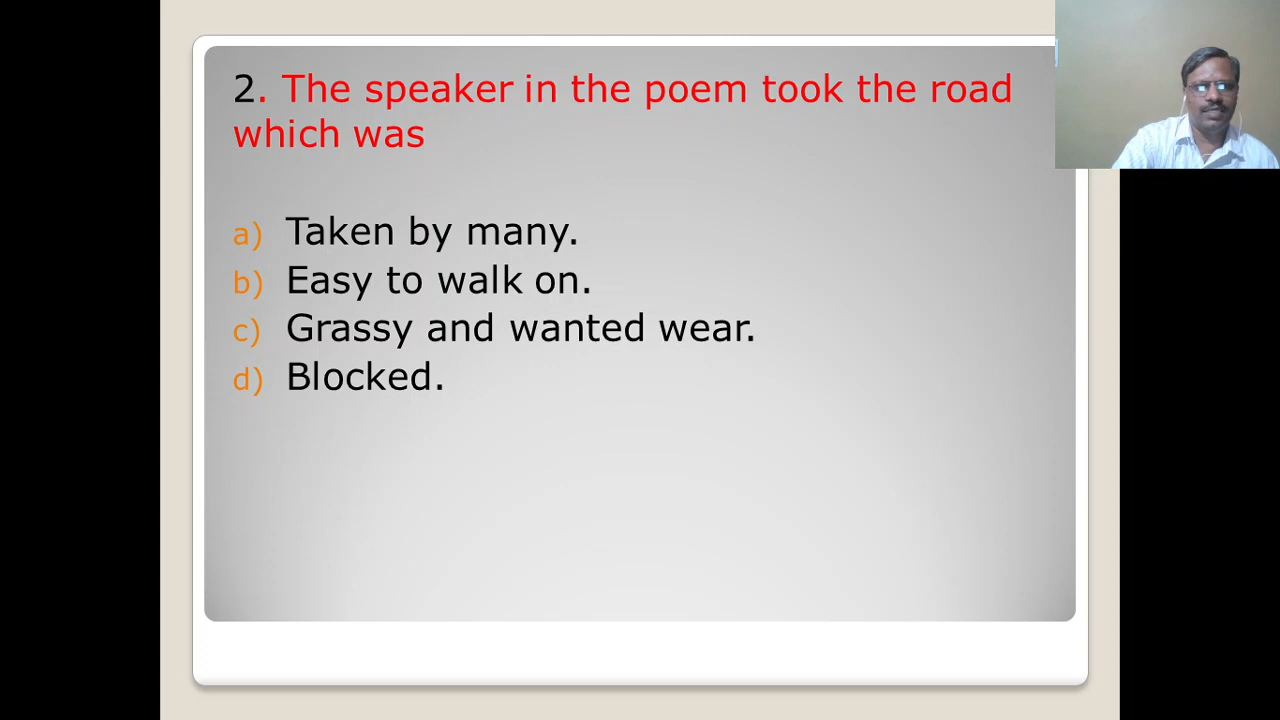 2. The speaker in the poem took the road
which was
a) Taken by many.
b) Easy to walk on.
c) Grassy and wanted wear.
d) Blocked.